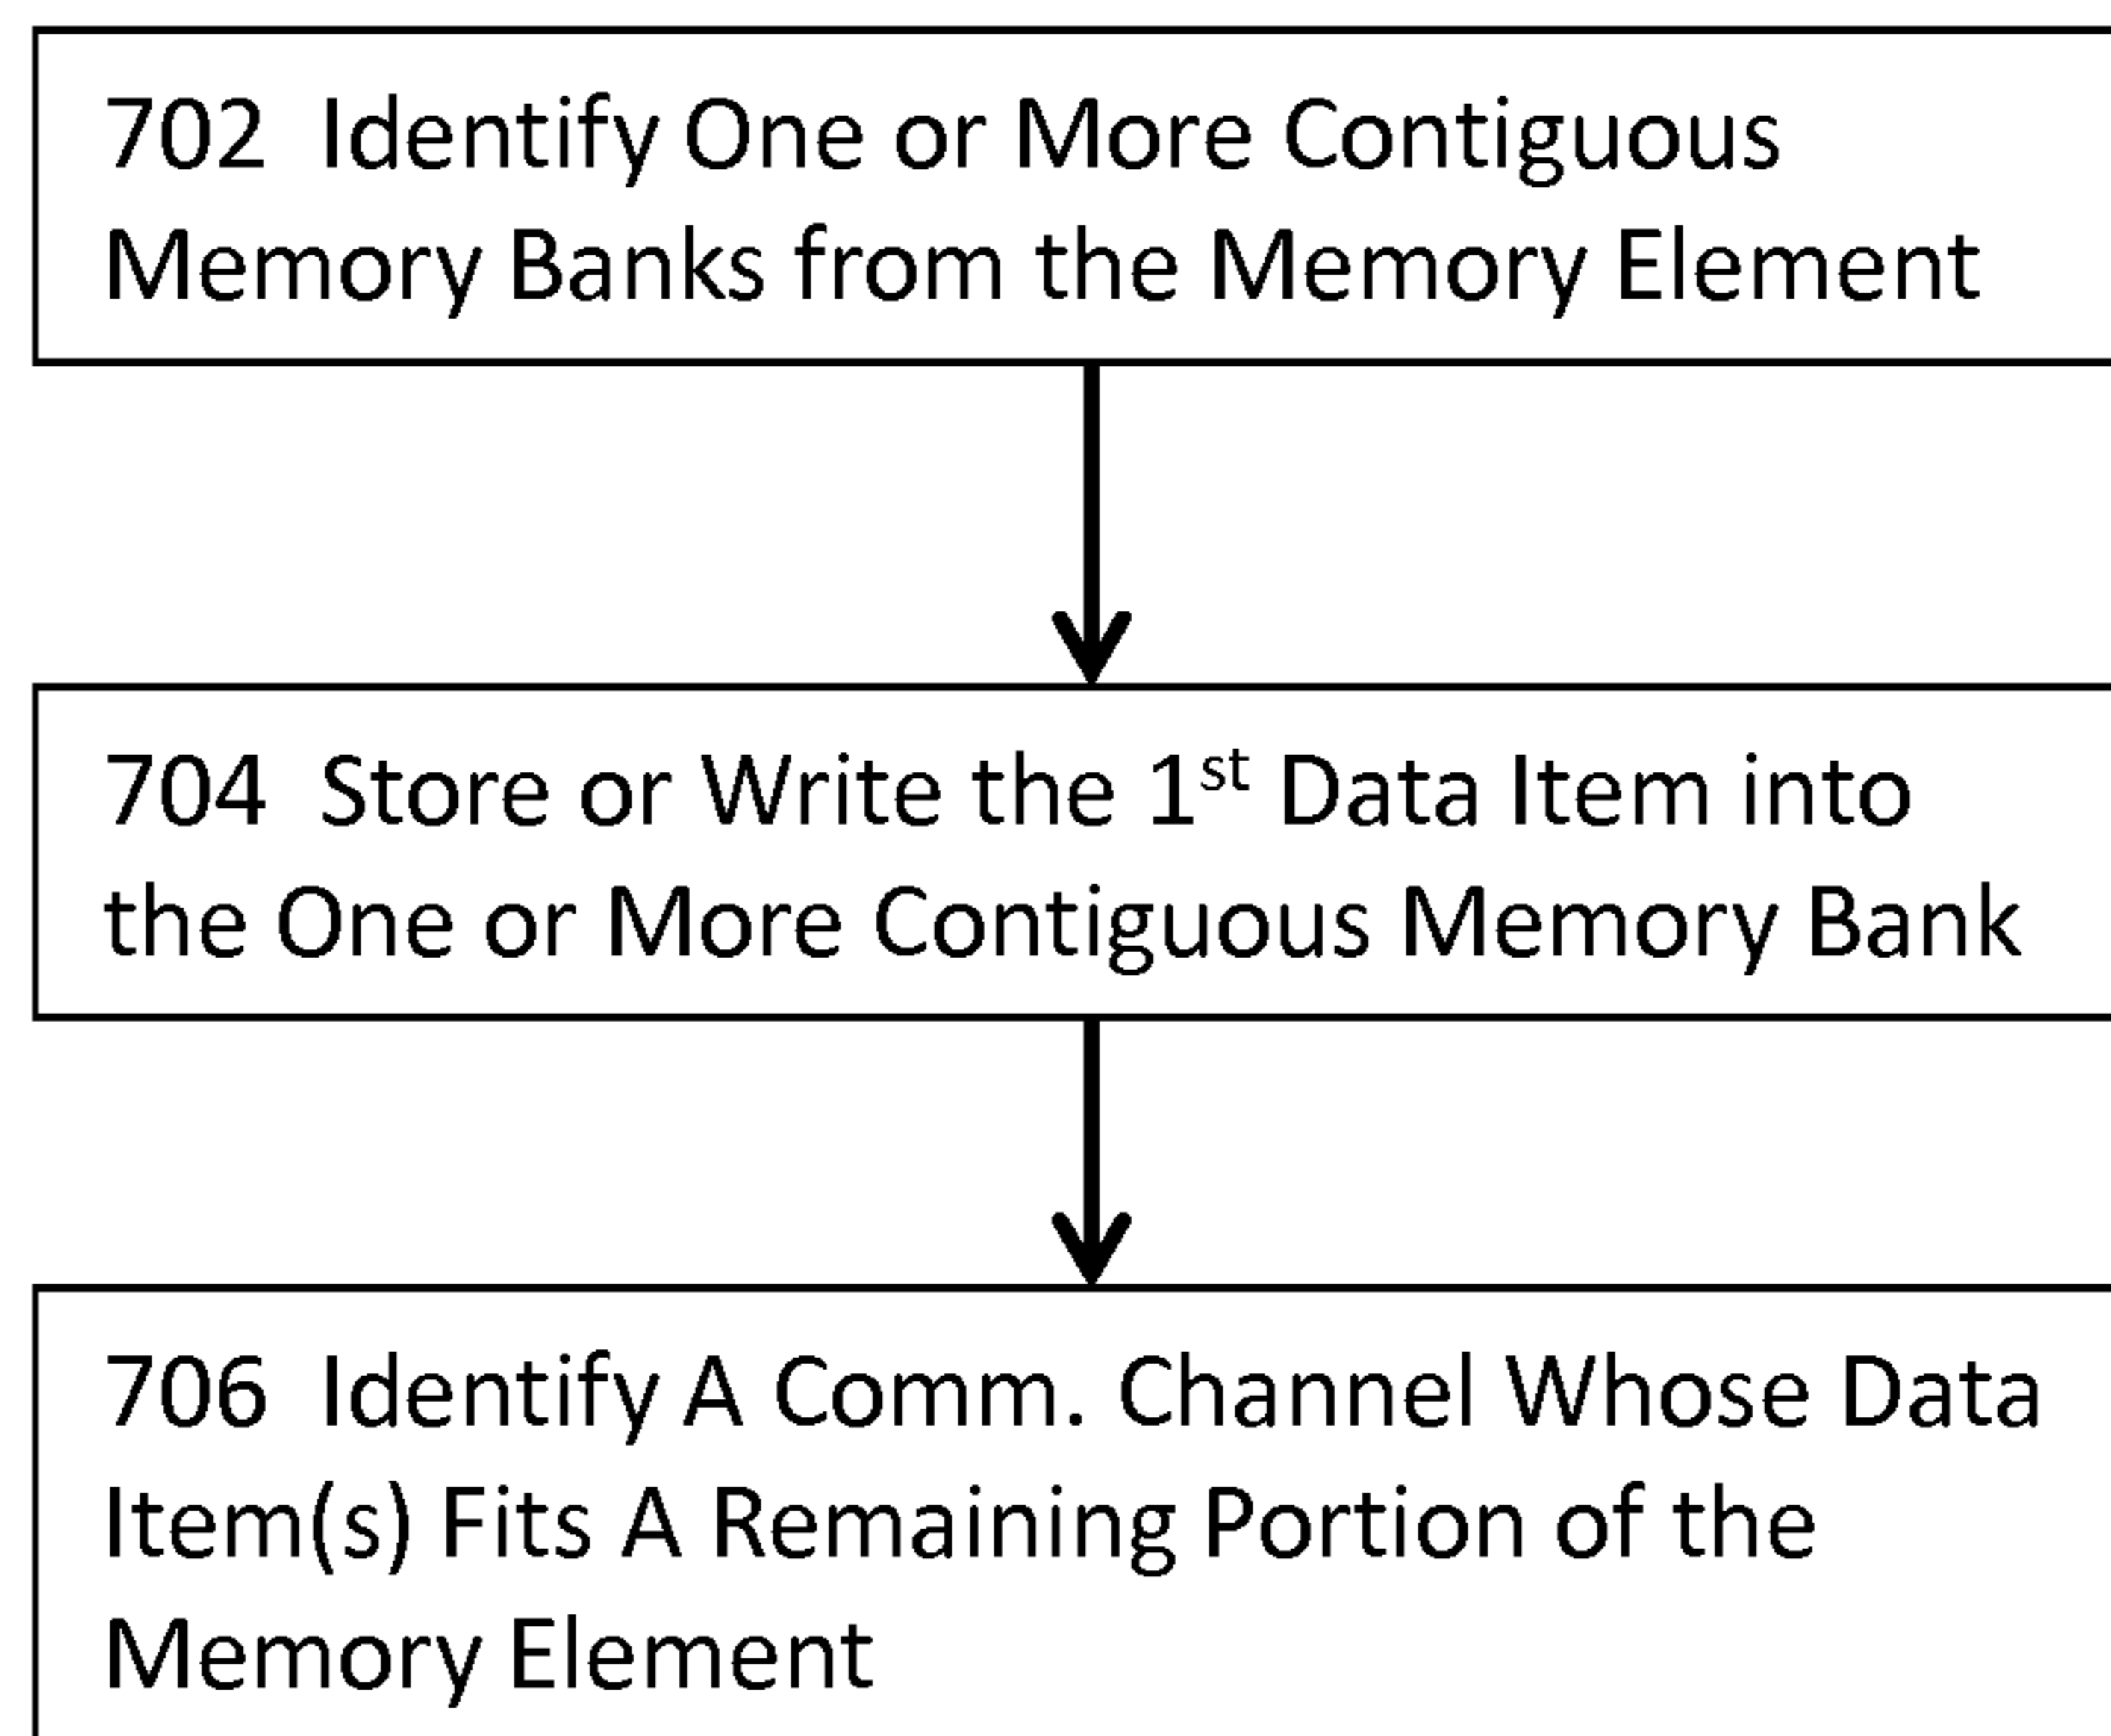 702 Identify One or More Contiguous
Memory Banks from the Memory Element
704 Store or Write the 1st Data Item into
the One or More Contiguous Memory Bank
706 Identify A Comm. Channel Whose Data
Item(s) Fits A Remaining Portion of the
Memory Element